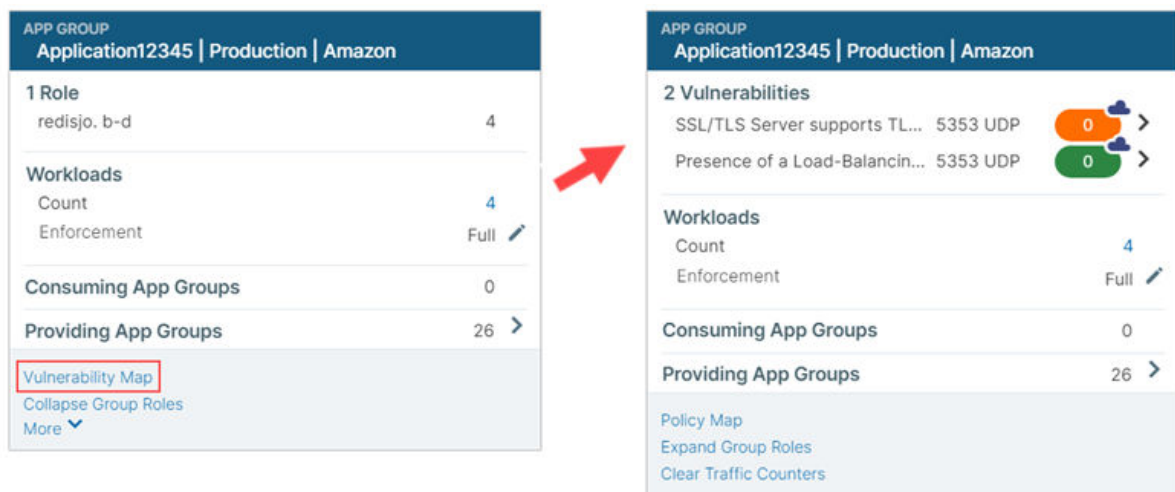 APP GROUP
Application12345 | Production | Amazon
1 Role
redisjo. b-d 4
Workloads
Count 4
Enforcement Full
Consuming App Groups 0
Providing App Groups 26
Vulnerability Map
Collapse Group Roles
More
APP GROUP
Application12345 | Production | Amazon
2 Vulnerabilities
SSL/TLS Server supports TL... 5353 UDP 0
Presence of a Load-Balancin... 5353 UDP 0
Workloads
Count 4
Enforcement Full
Consuming App Groups 0
Providing App Groups 26
Policy Map
Expand Group Roles
Clear Traffic Counters